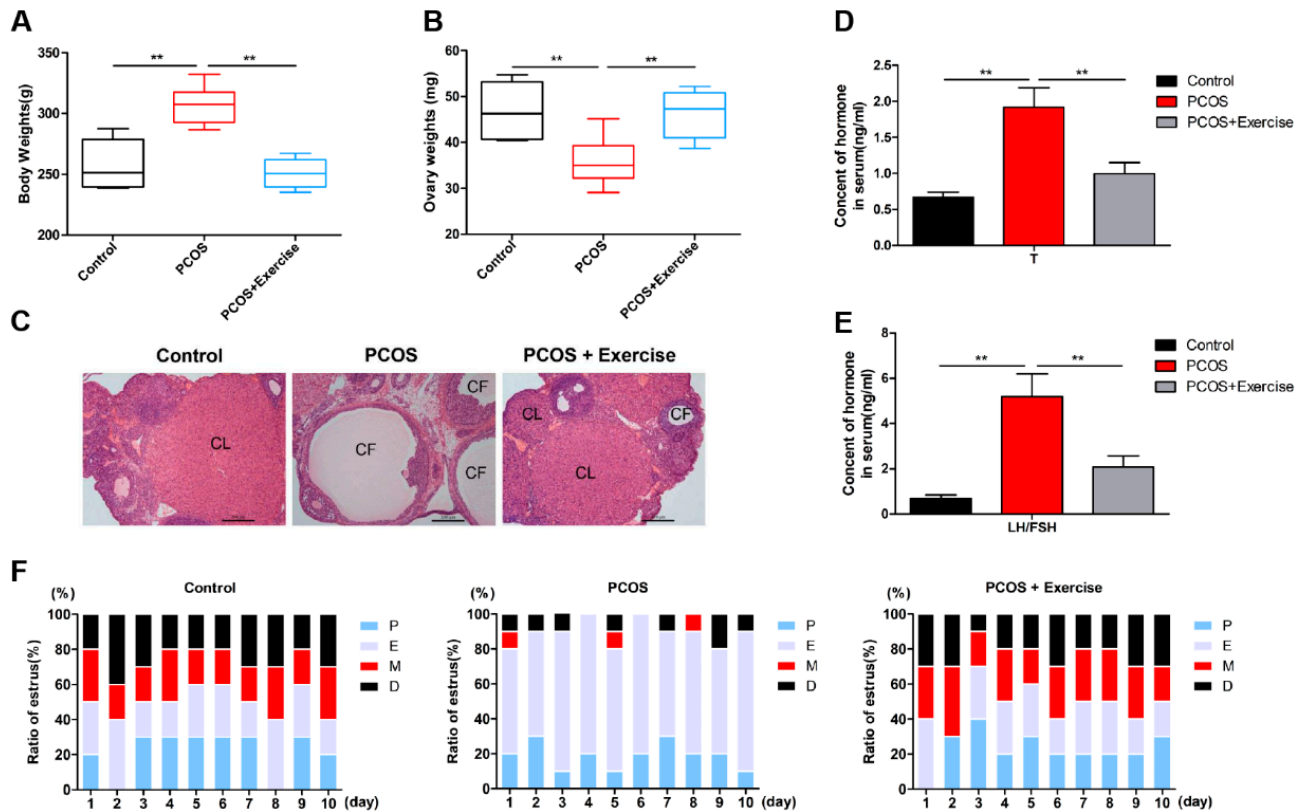 A
Body Weights(g)
350
300
250
200
**
**
Control
PCOS
PCOS+Exercise
B
Ovary weights (mg)
60
50
40
30
20
**
**
Control
PCOS
PCOS+Exercise
D
Concent of hormone
in serum(ng/ml)
2.5
2.0
1.5
1.0
0.5
0.0
**
**
T
Control
PCOS
PCOS+Exercise
C
Control
PCOS
PCOS + Exercise
CL
CF
CF
CF
CL
CF
CL
E
Concent of hormone
in serum(ng/ml)
8
6
4
2
0
**
**
LH/FSH
Control
PCOS
PCOS+Exercise
F
Control
(%)
Ratio of estrus(%)
100
80
60
40
20
0
1 2 3 4 5 6 7 8 9 10 (day)
P
E
M
D
PCOS
(%)
Ratio of estrus(%)
100
80
60
40
20
0
1 2 3 4 5 6 7 8 9 10 (day)
P
E
M
D
PCOS + Exercise
(%)
Ratio of estrus(%)
100
80
60
40
20
0
1 2 3 4 5 6 7 8 9 10 (day)
P
E
M
D